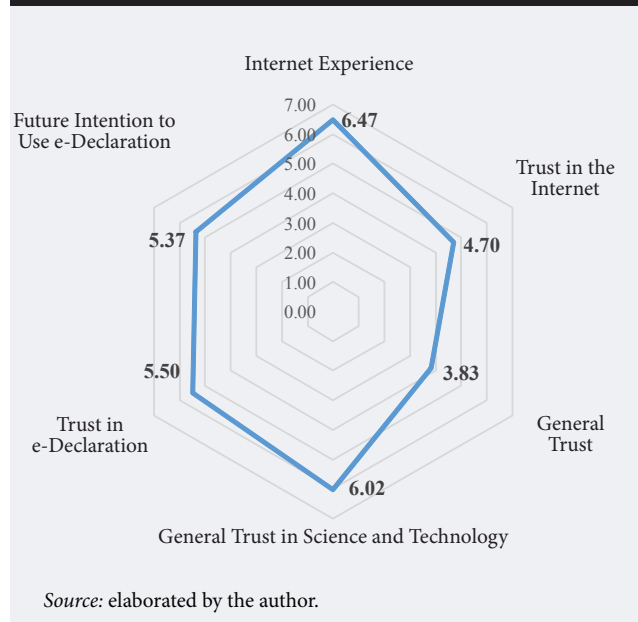 Internet Experience
7.00
6.47
6.00
Future Intention to
Use e-Declaration
5.00
Trust in the
Internet
4.00
3.00
5.37
4.70
2.00
1.00
0.00
5.50
3.83
Trust in
e-Declaration
General
Trust
6.02
General Trust in Science and Technology
Source: elaborated by the author.